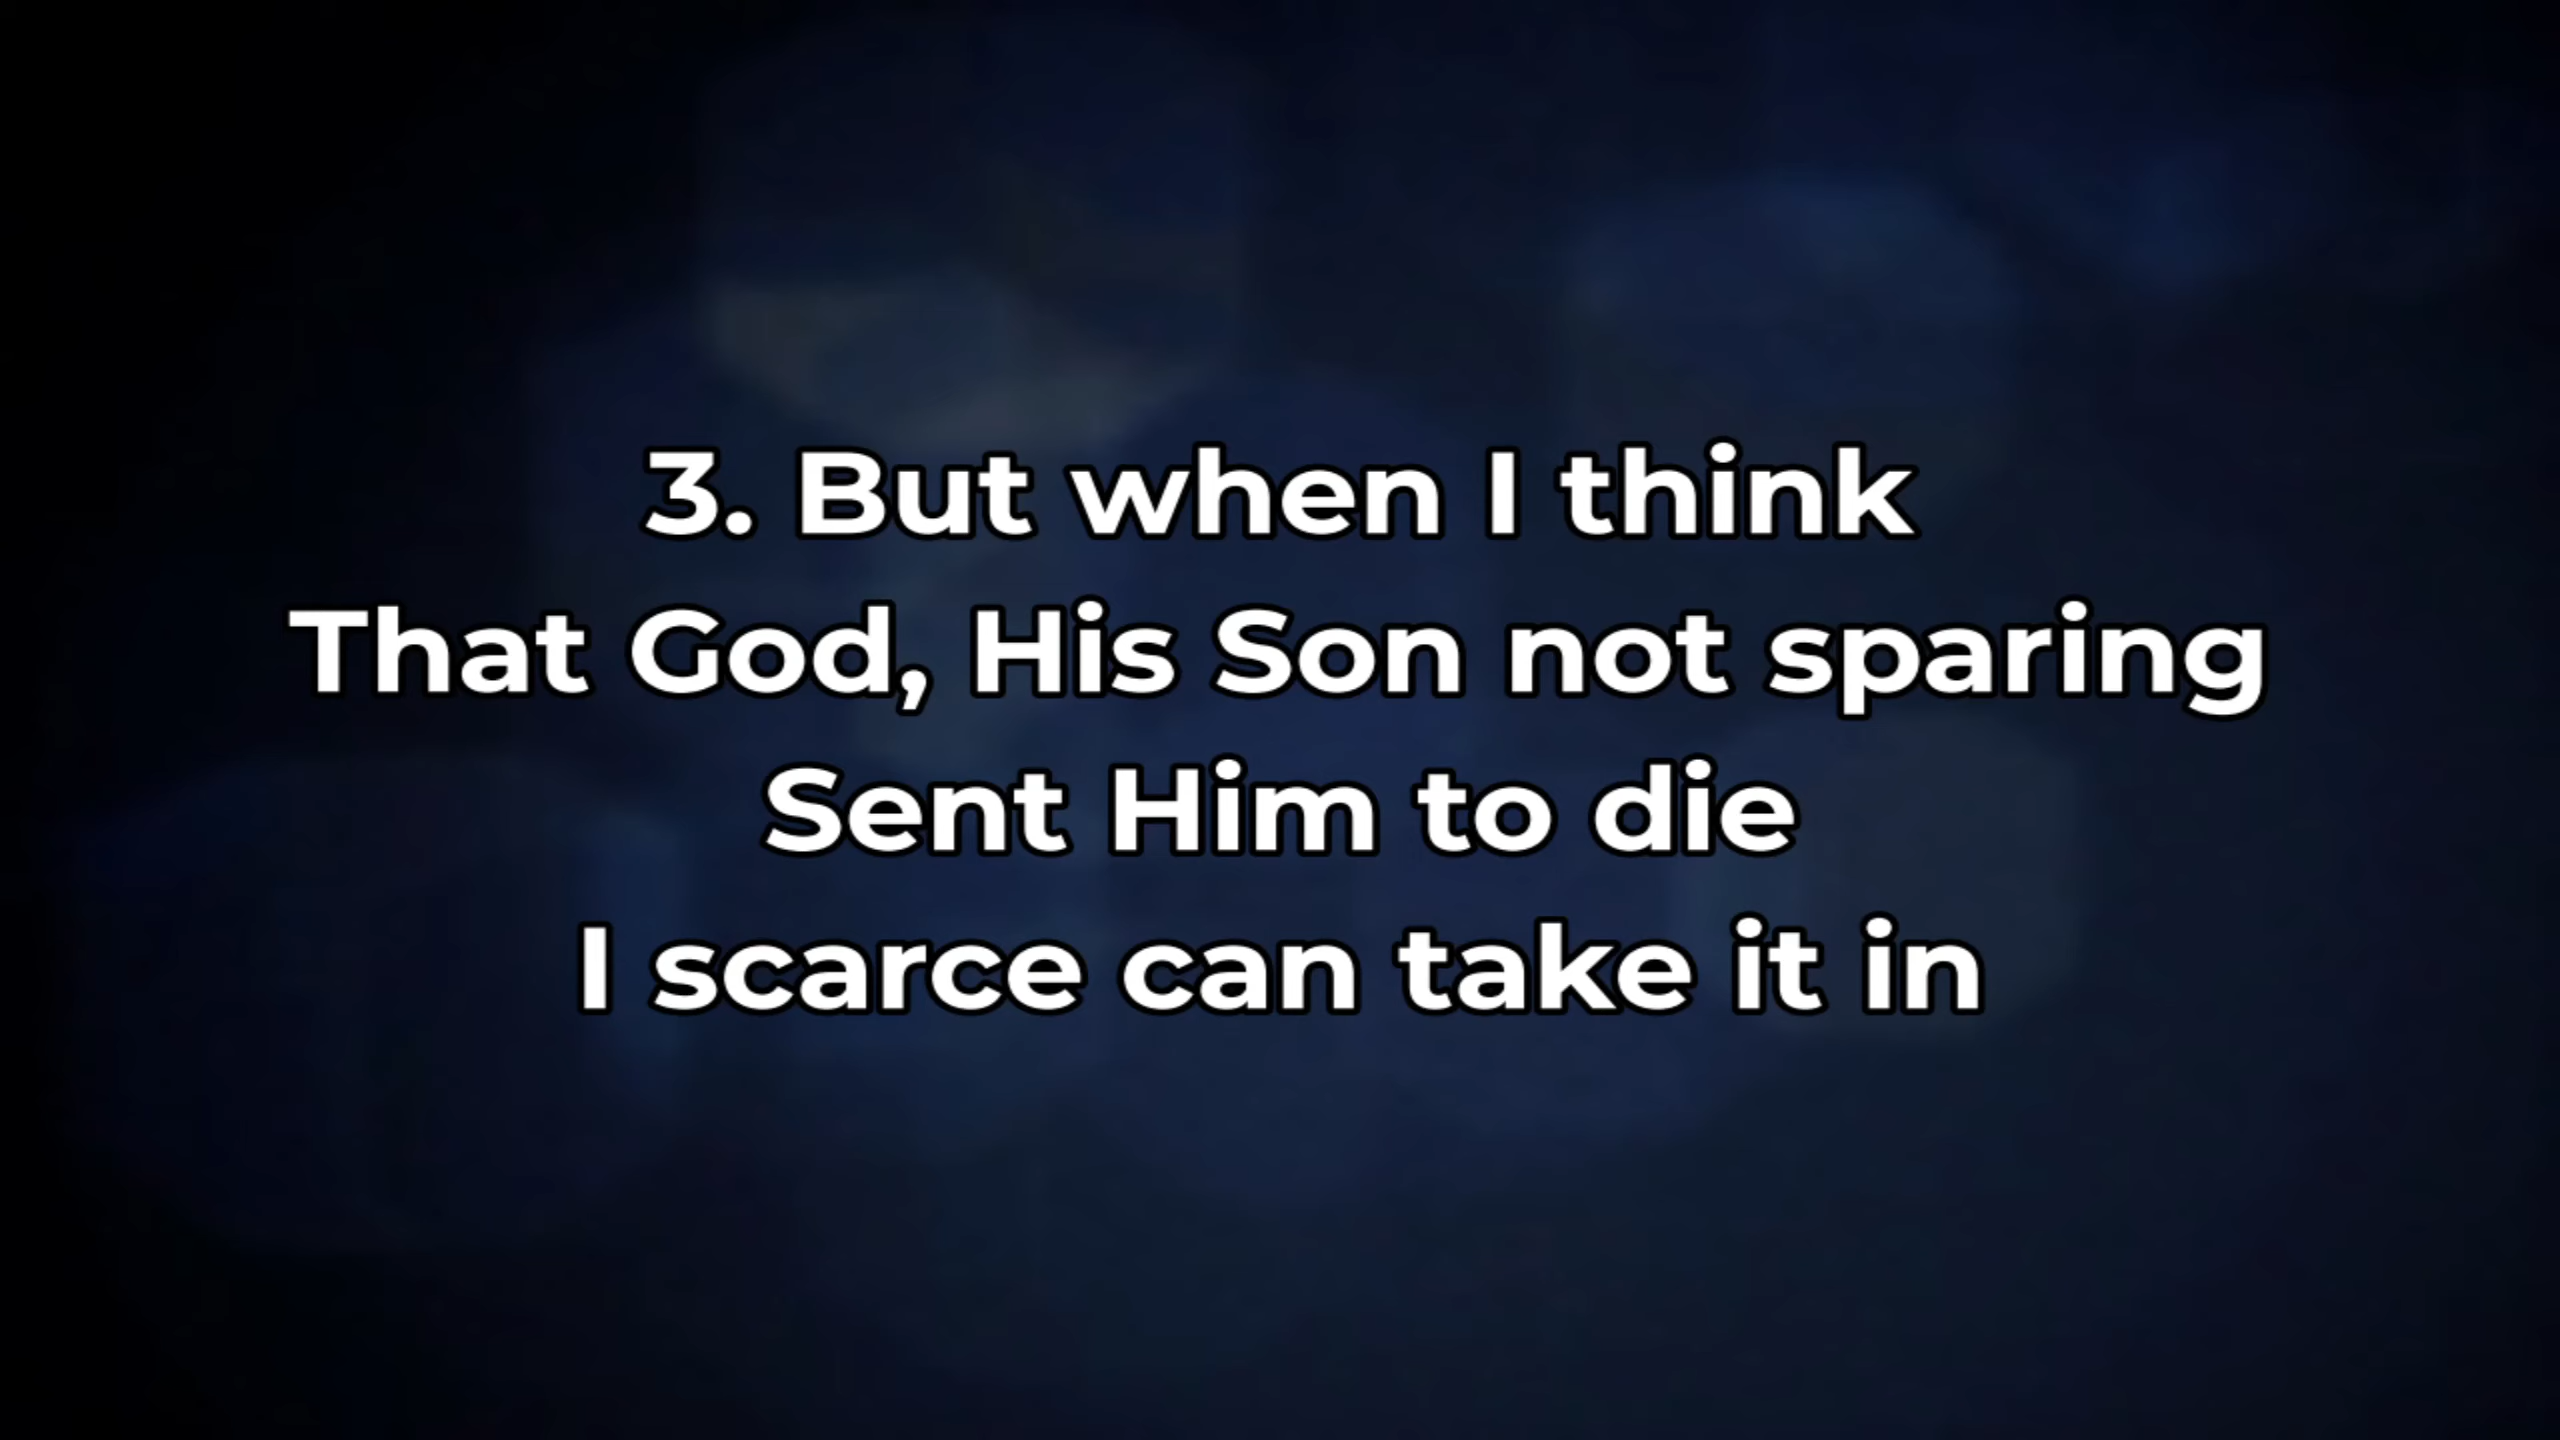 3. But when I think
That God, His Son not sparing
Sent Him to die
I scarce can take it in